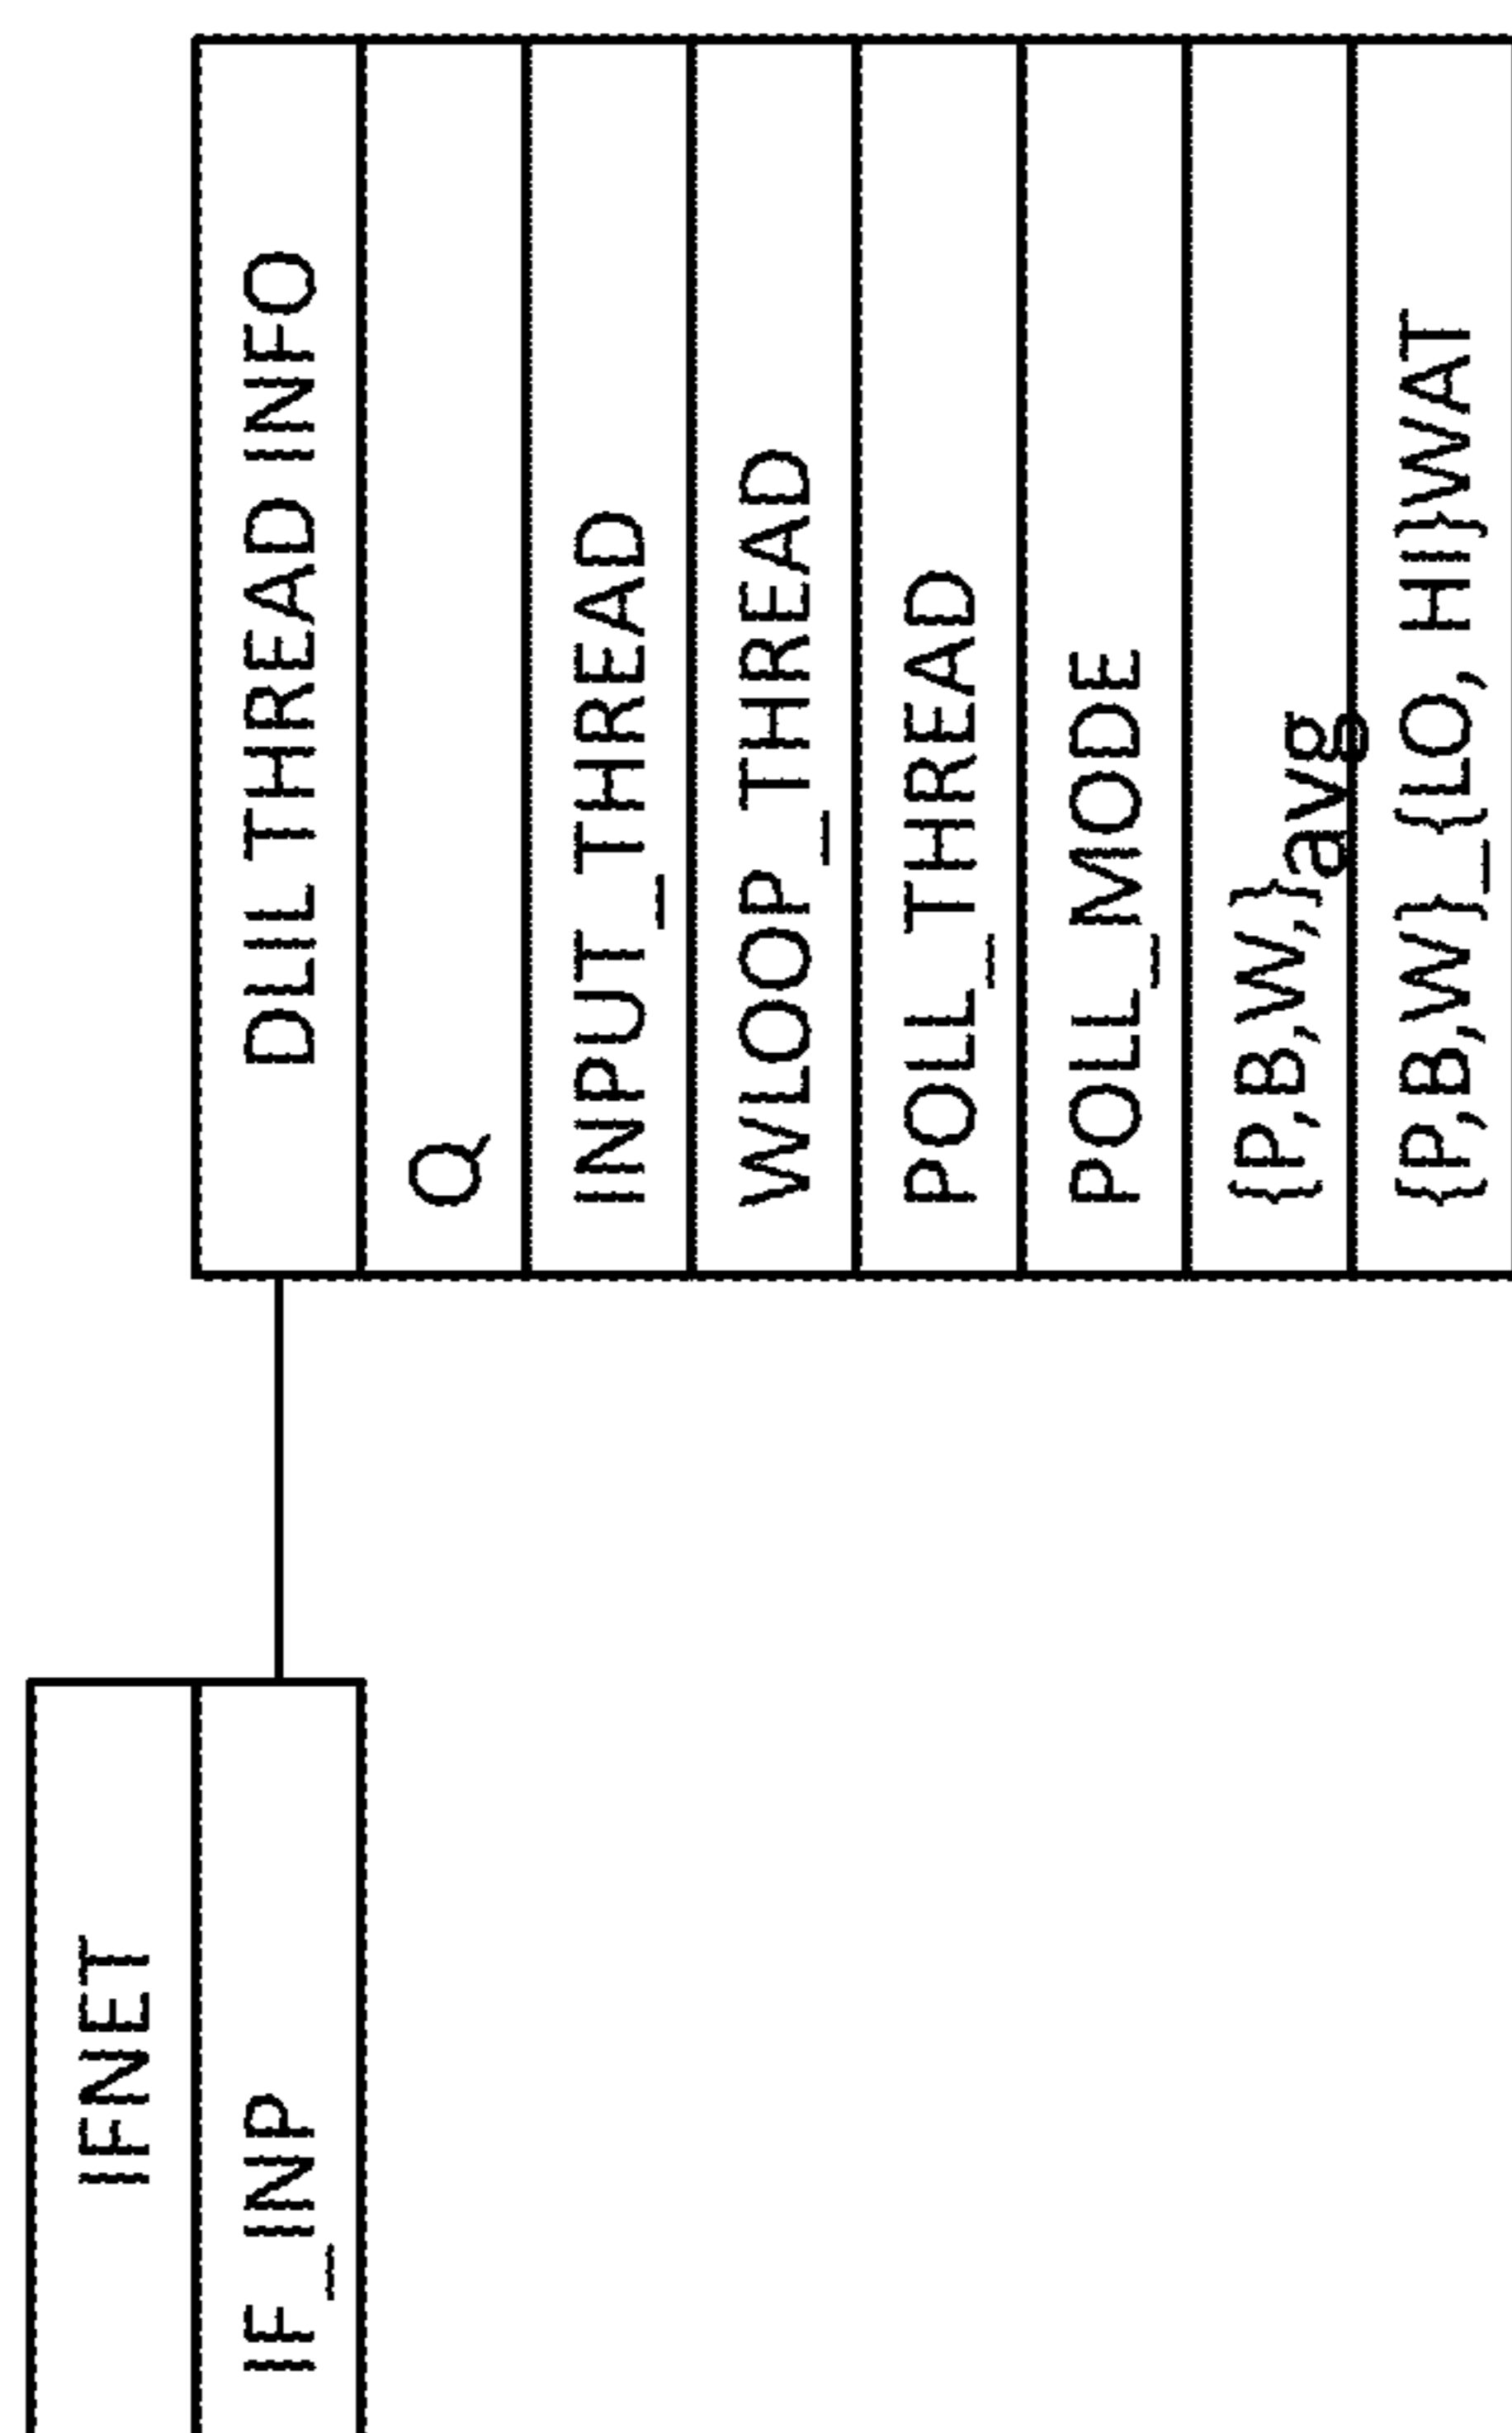 IFNET
IF_INP
DLIL THREAD INFO
Q
INPUT_THREAD
WLOOP_THREAD
POLL_THREAD
POLL_MODE
{P,B,W,}avg
{P,B,W}_{LO, HI}WAT